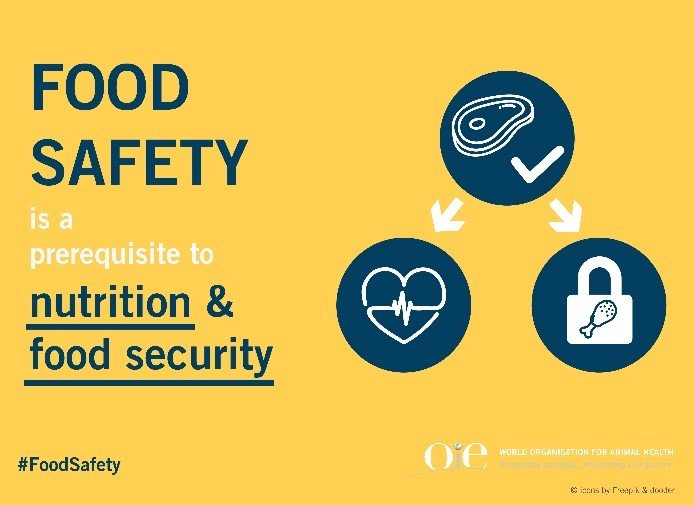 FOOD
SAFETY
is a
prerequisite to
nutrition &
food security
#FoodSafety
oie
WORLD ORGANISATION FOR ANIMAL HEALTH
Protecting animals, preserving our future
© icons by Freepik & dooder